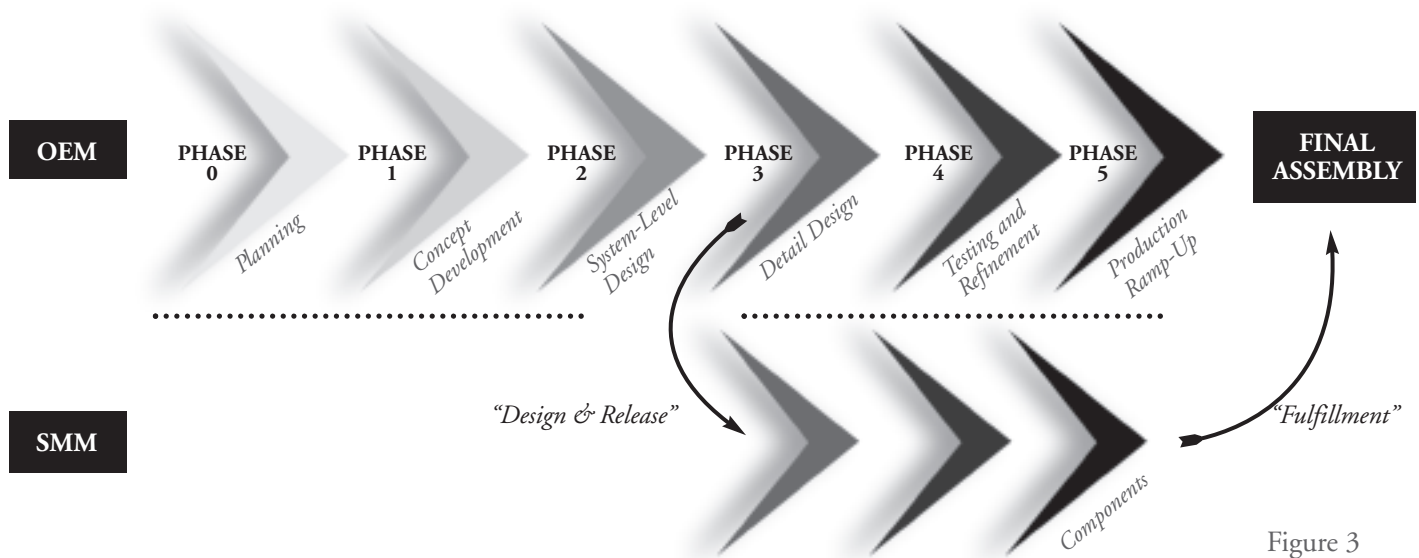 OEM
PHASE
0
PHASE
1
PHASE
2
PHASE
3
PHASE
4
PHASE
5
FINAL
ASSEMBLY
Planning
Concept
Development
System-Level
Design
Detail Design
Testing and
Refinement
Production
Ramp-Up
SMM
“Design & Release”
“Fulfillment”
Components
Figure 3